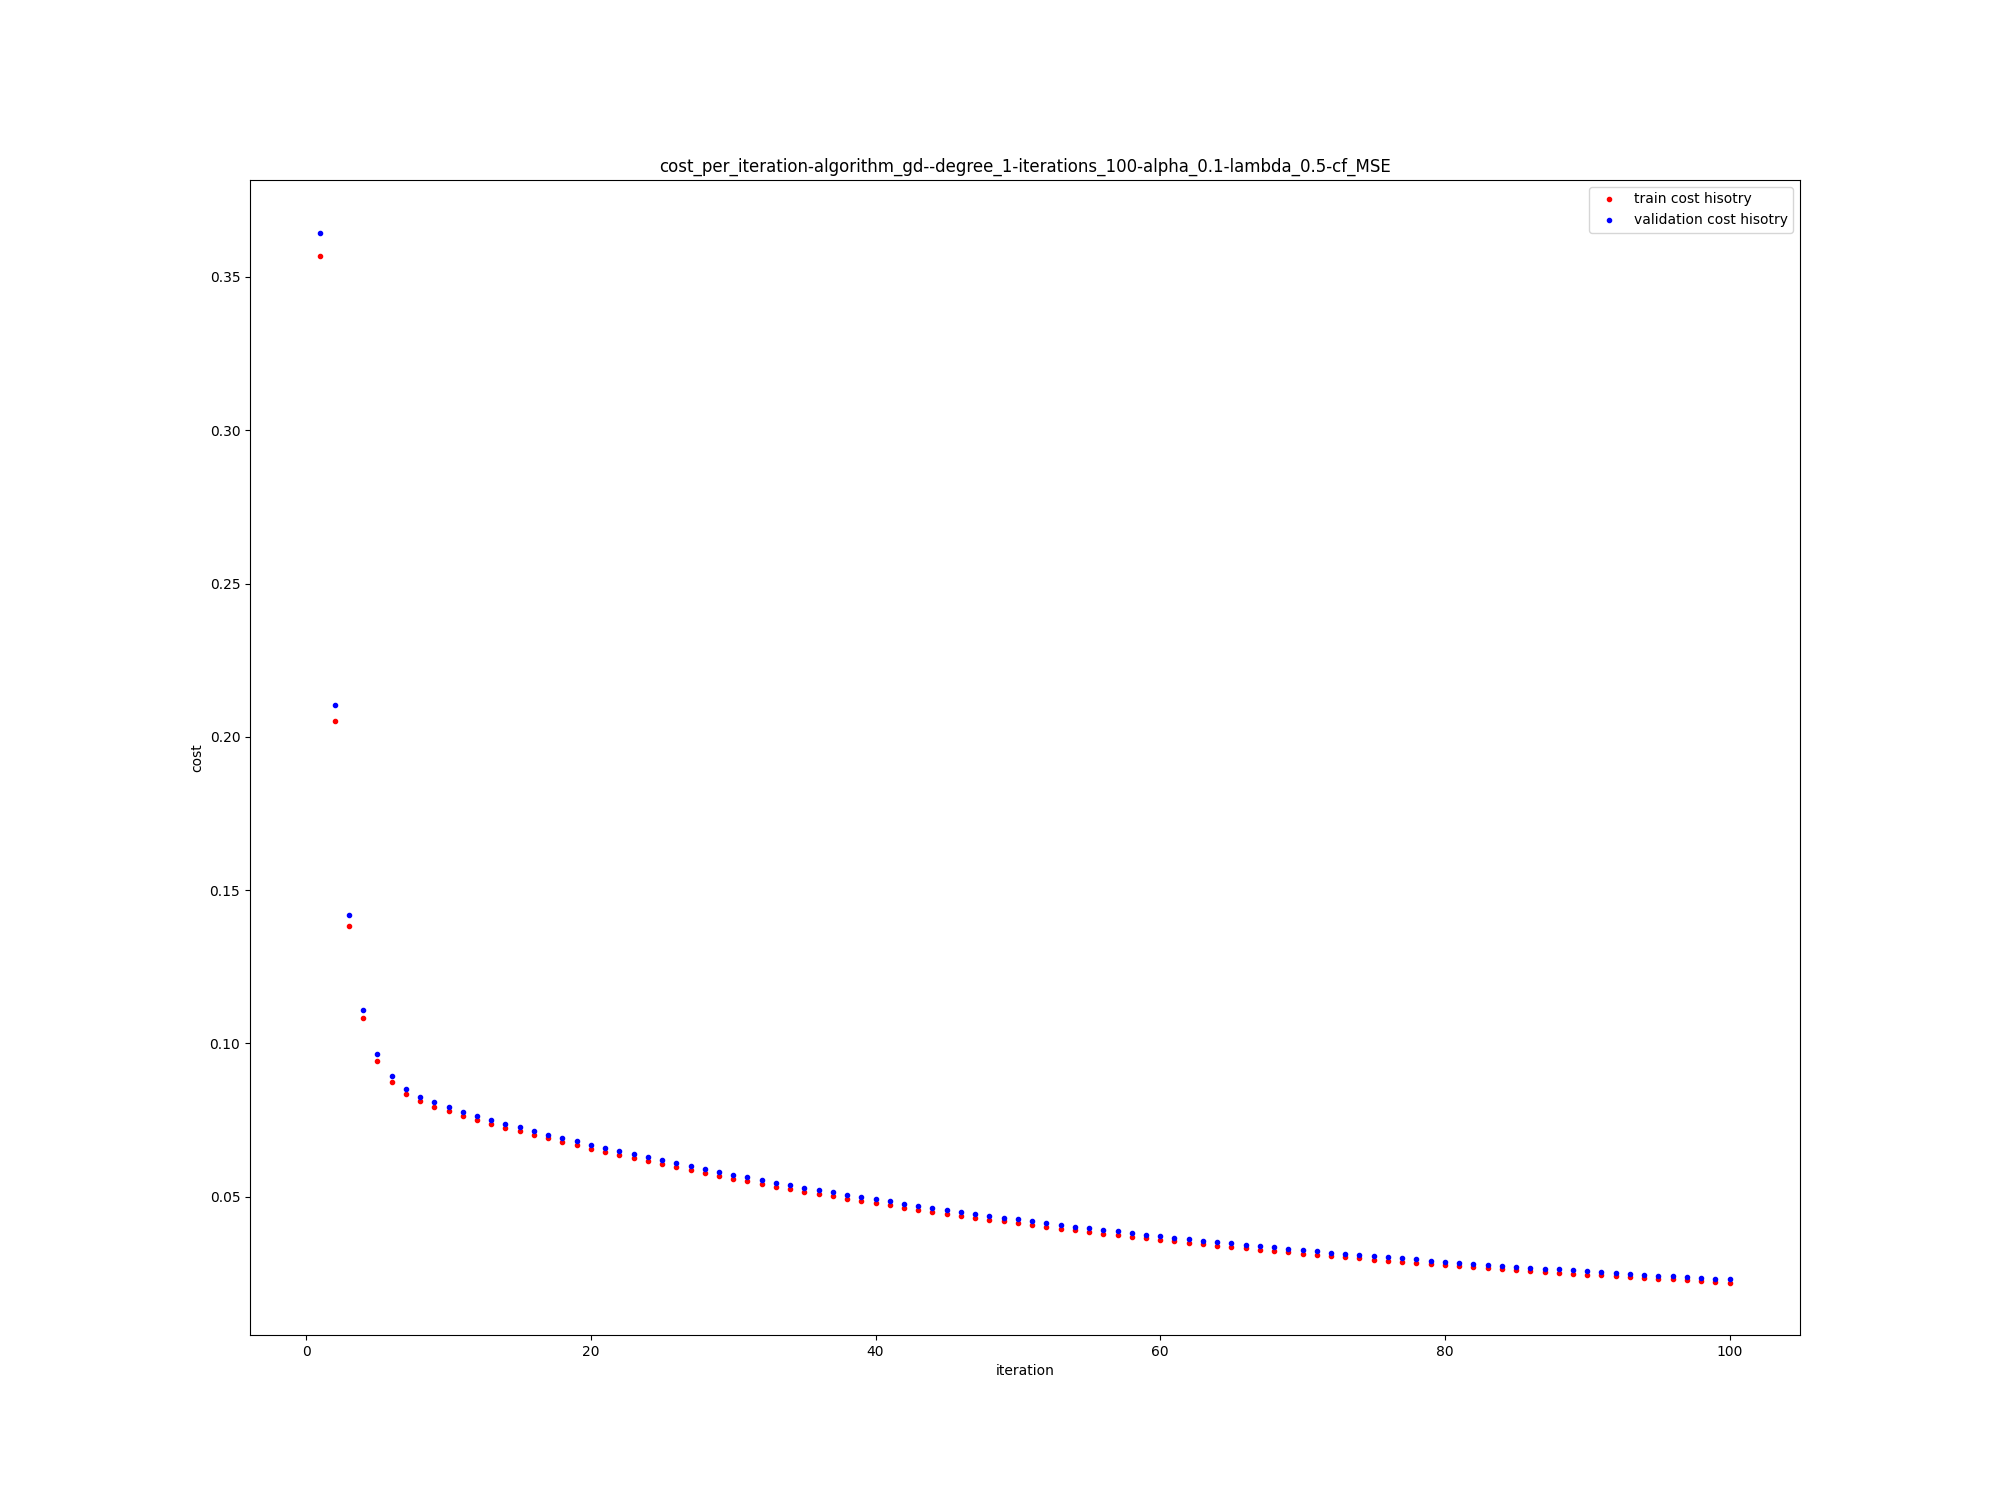 cost_per_iteration-algorithm_gd--degree_1-iterations_100-alpha_0.1-lambda_0.5-cf_MSE
train cost hisotry
validation cost hisotry
0.35
0.30
0.25
0.20
cost
0.15
0.10
0.05
0 20 40 60 80 100
iteration